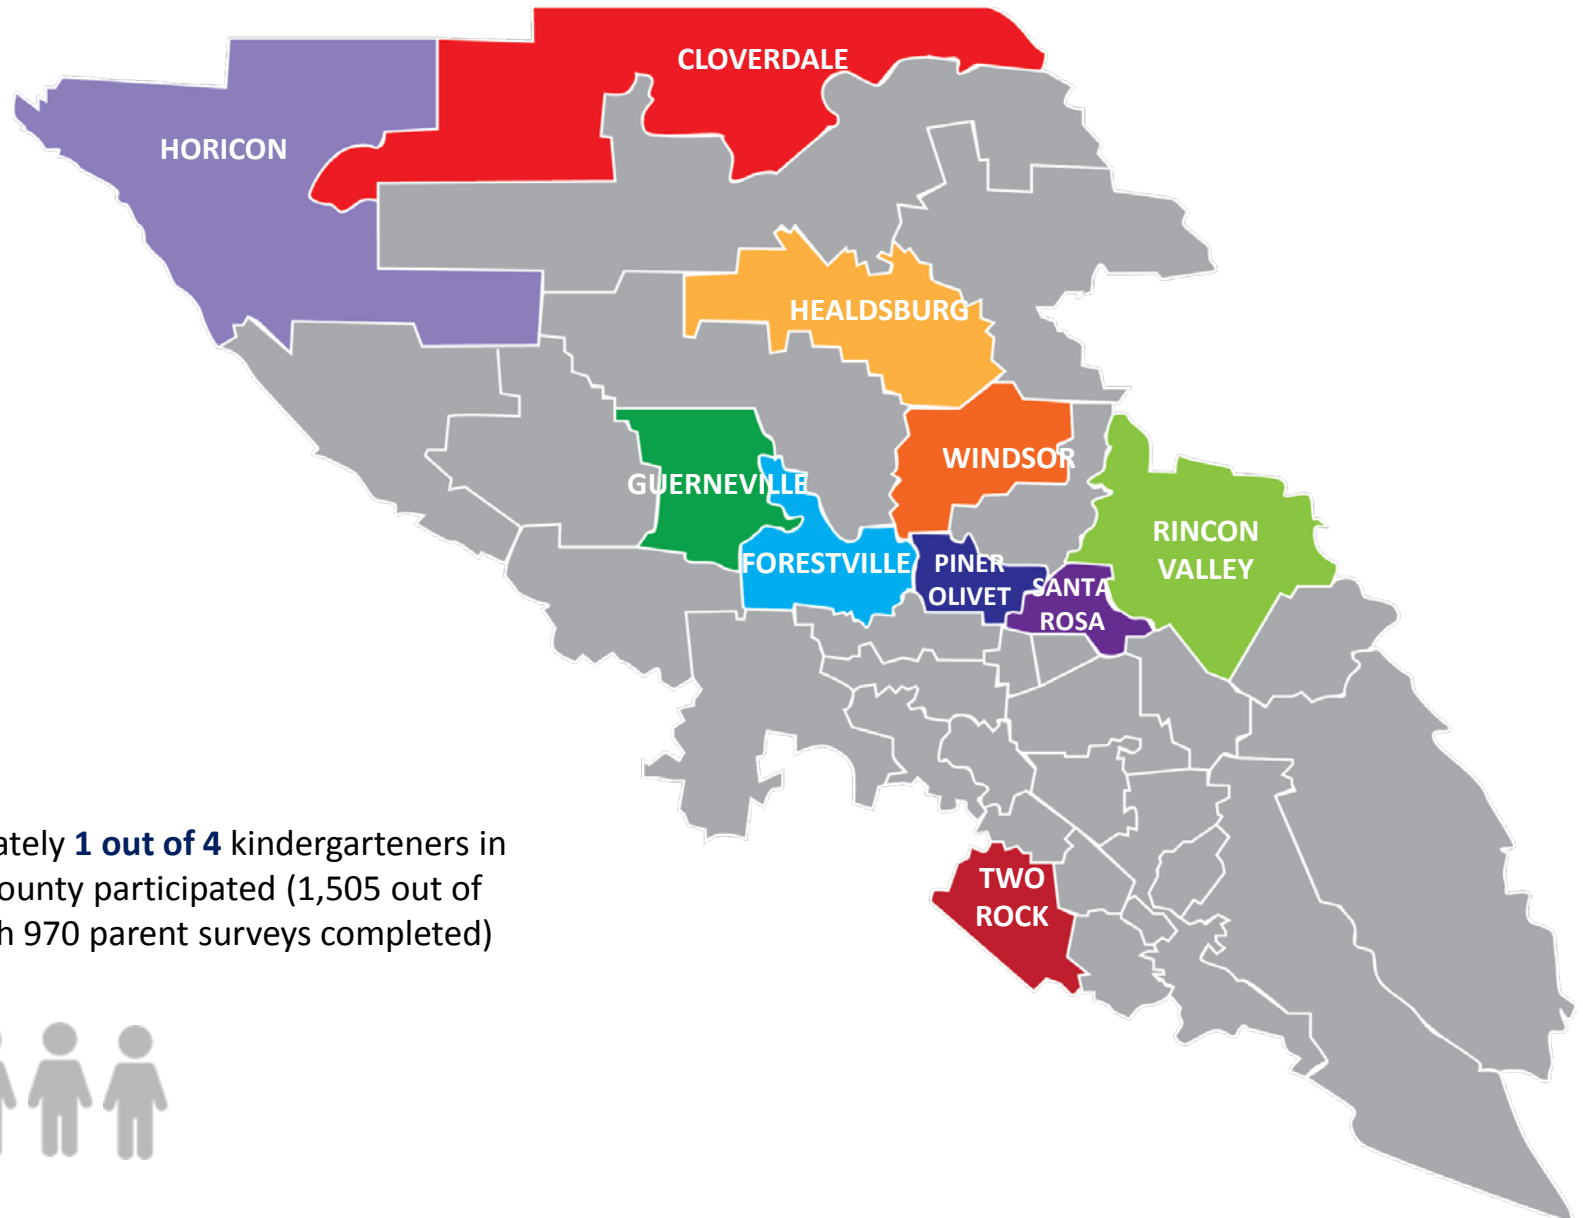 CLOVERDALE
HORICON
HEALDSBURG
WINDSOR
GUERNEVILLE
RINCON
VALLEY
FORESTVILLE
PINER
OLIVET
SANTA
ROSA
ately 1 out of 4 kindergarteners in
ounty participated (1,505 out of
h 970 parent surveys completed)
TWO
ROCK